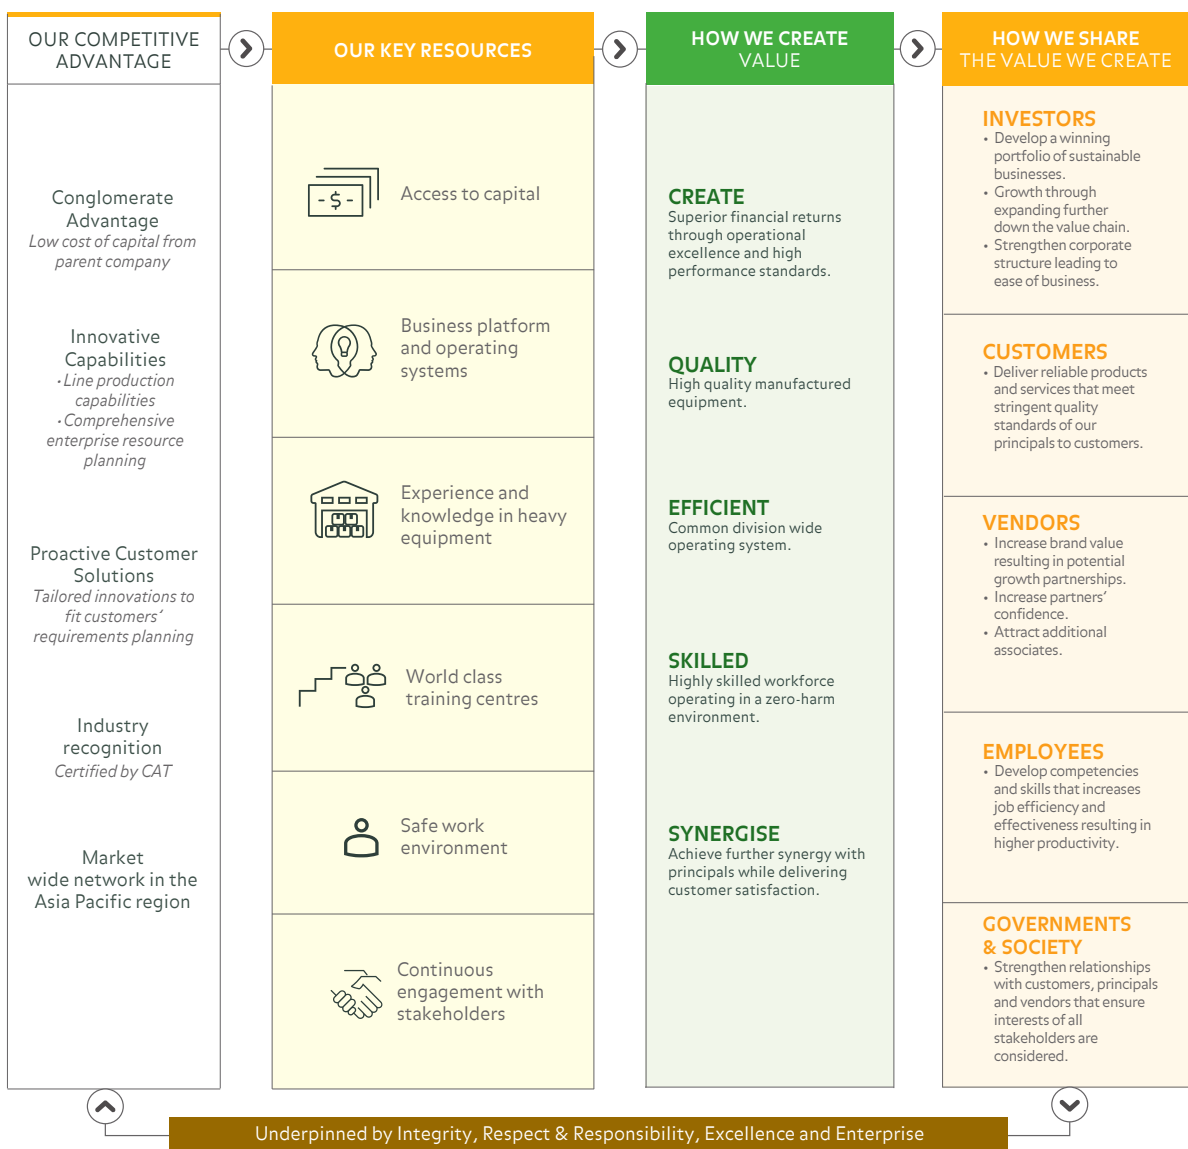 OUR COMPETITIVE
ADVANTAGE
Conglomerate
Advantage
Low cost of capital from
parent company
Innovative
Capabilities
• Line production
capabilities
• Comprehensive
enterprise resource
planning
Proactive Customer
Solutions
Tailored innovations to
fit customers’
requirements planning
Industry
recognition
Certified by CAT
Market
wide network in the
Asia Pacific region
OUR KEY RESOURCES
- $ -
Access to capital
Business platform
and operating
systems
Experience and
knowledge in heavy
equipment
World class
training centres
Safe work
environment
Continuous
engagement with
stakeholders
HOW WE CREATE
VALUE
CREATE
Superior financial returns
through operational
excellence and high
performance standards.
QUALITY
High quality manufactured
equipment.
EFFICIENT
Common division wide
operating system.
SKILLED
Highly skilled workforce
operating in a zero-harm
environment.
SYNERGISE
Achieve further synergy with
principals while delivering
customer satisfaction.
HOW WE SHARE
THE VALUE WE CREATE
INVESTORS
• Develop a winning
portfolio of sustainable
businesses.
• Growth through
expanding further
down the value chain.
• Strengthen corporate
structure leading to
ease of business.
CUSTOMERS
• Deliver reliable products
and services that meet
stringent quality
standards of our
principals to customers.
VENDORS
• Increase brand value
resulting in potential
growth partnerships.
• Increase partners’
confidence.
• Attract additional
associates.
EMPLOYEES
• Develop competencies
and skills that increases
job efficiency and
effectiveness resulting in
higher productivity.
GOVERNMENTS
& SOCIETY
• Strengthen relationships
with customers, principals
and vendors that ensure
interests of all
stakeholders are
considered.
Underpinned by Integrity, Respect & Responsibility, Excellence and Enterprise